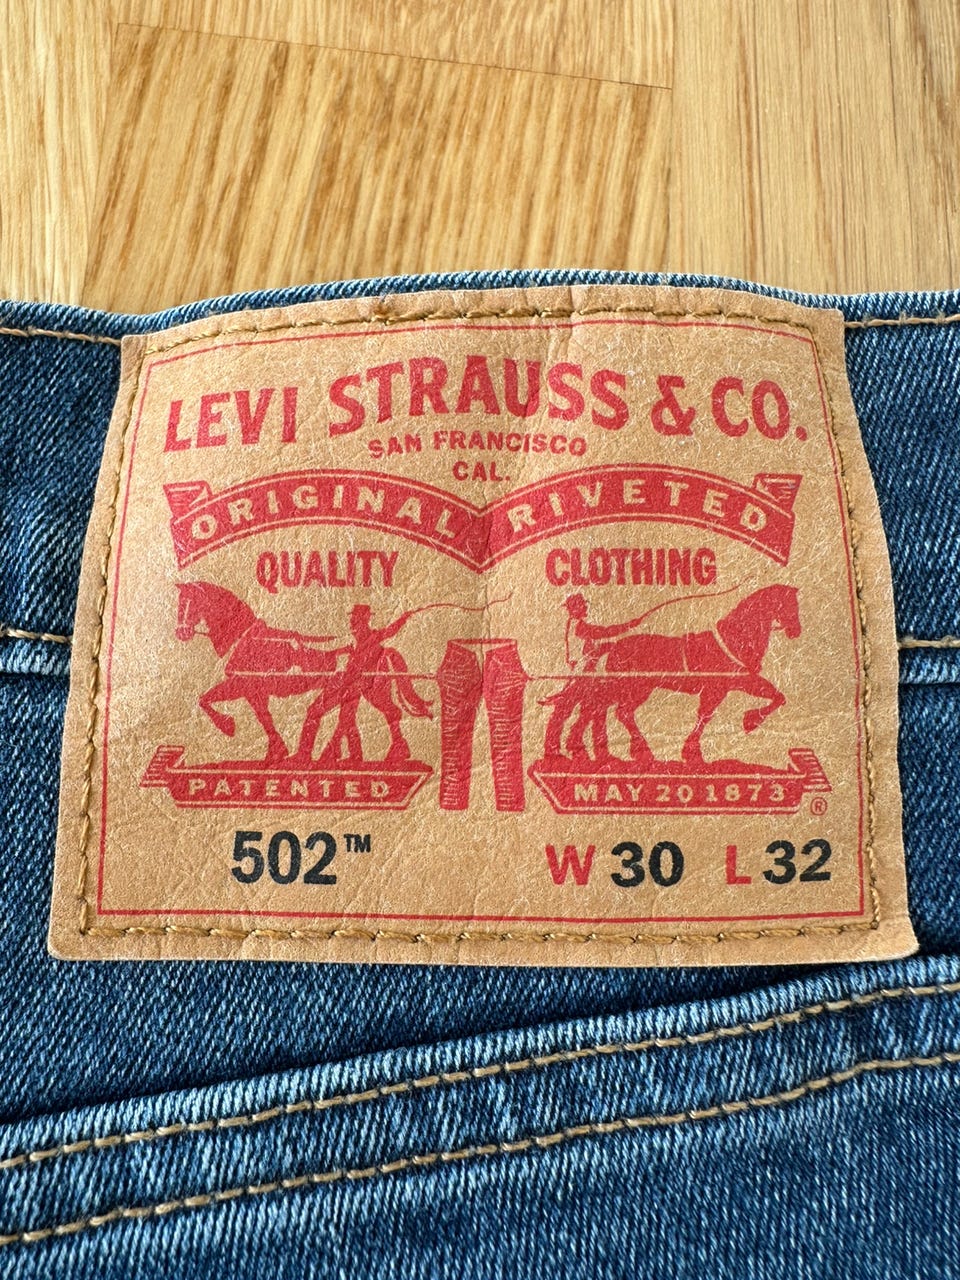 LEVI STRAUSS & CO.
SAN FRANCISCO
CAL.
ORIGINAL RIVETED
QUALITY CLOTHING
PATENTED MAY 20 1873 ®
502™ W 30 L 32